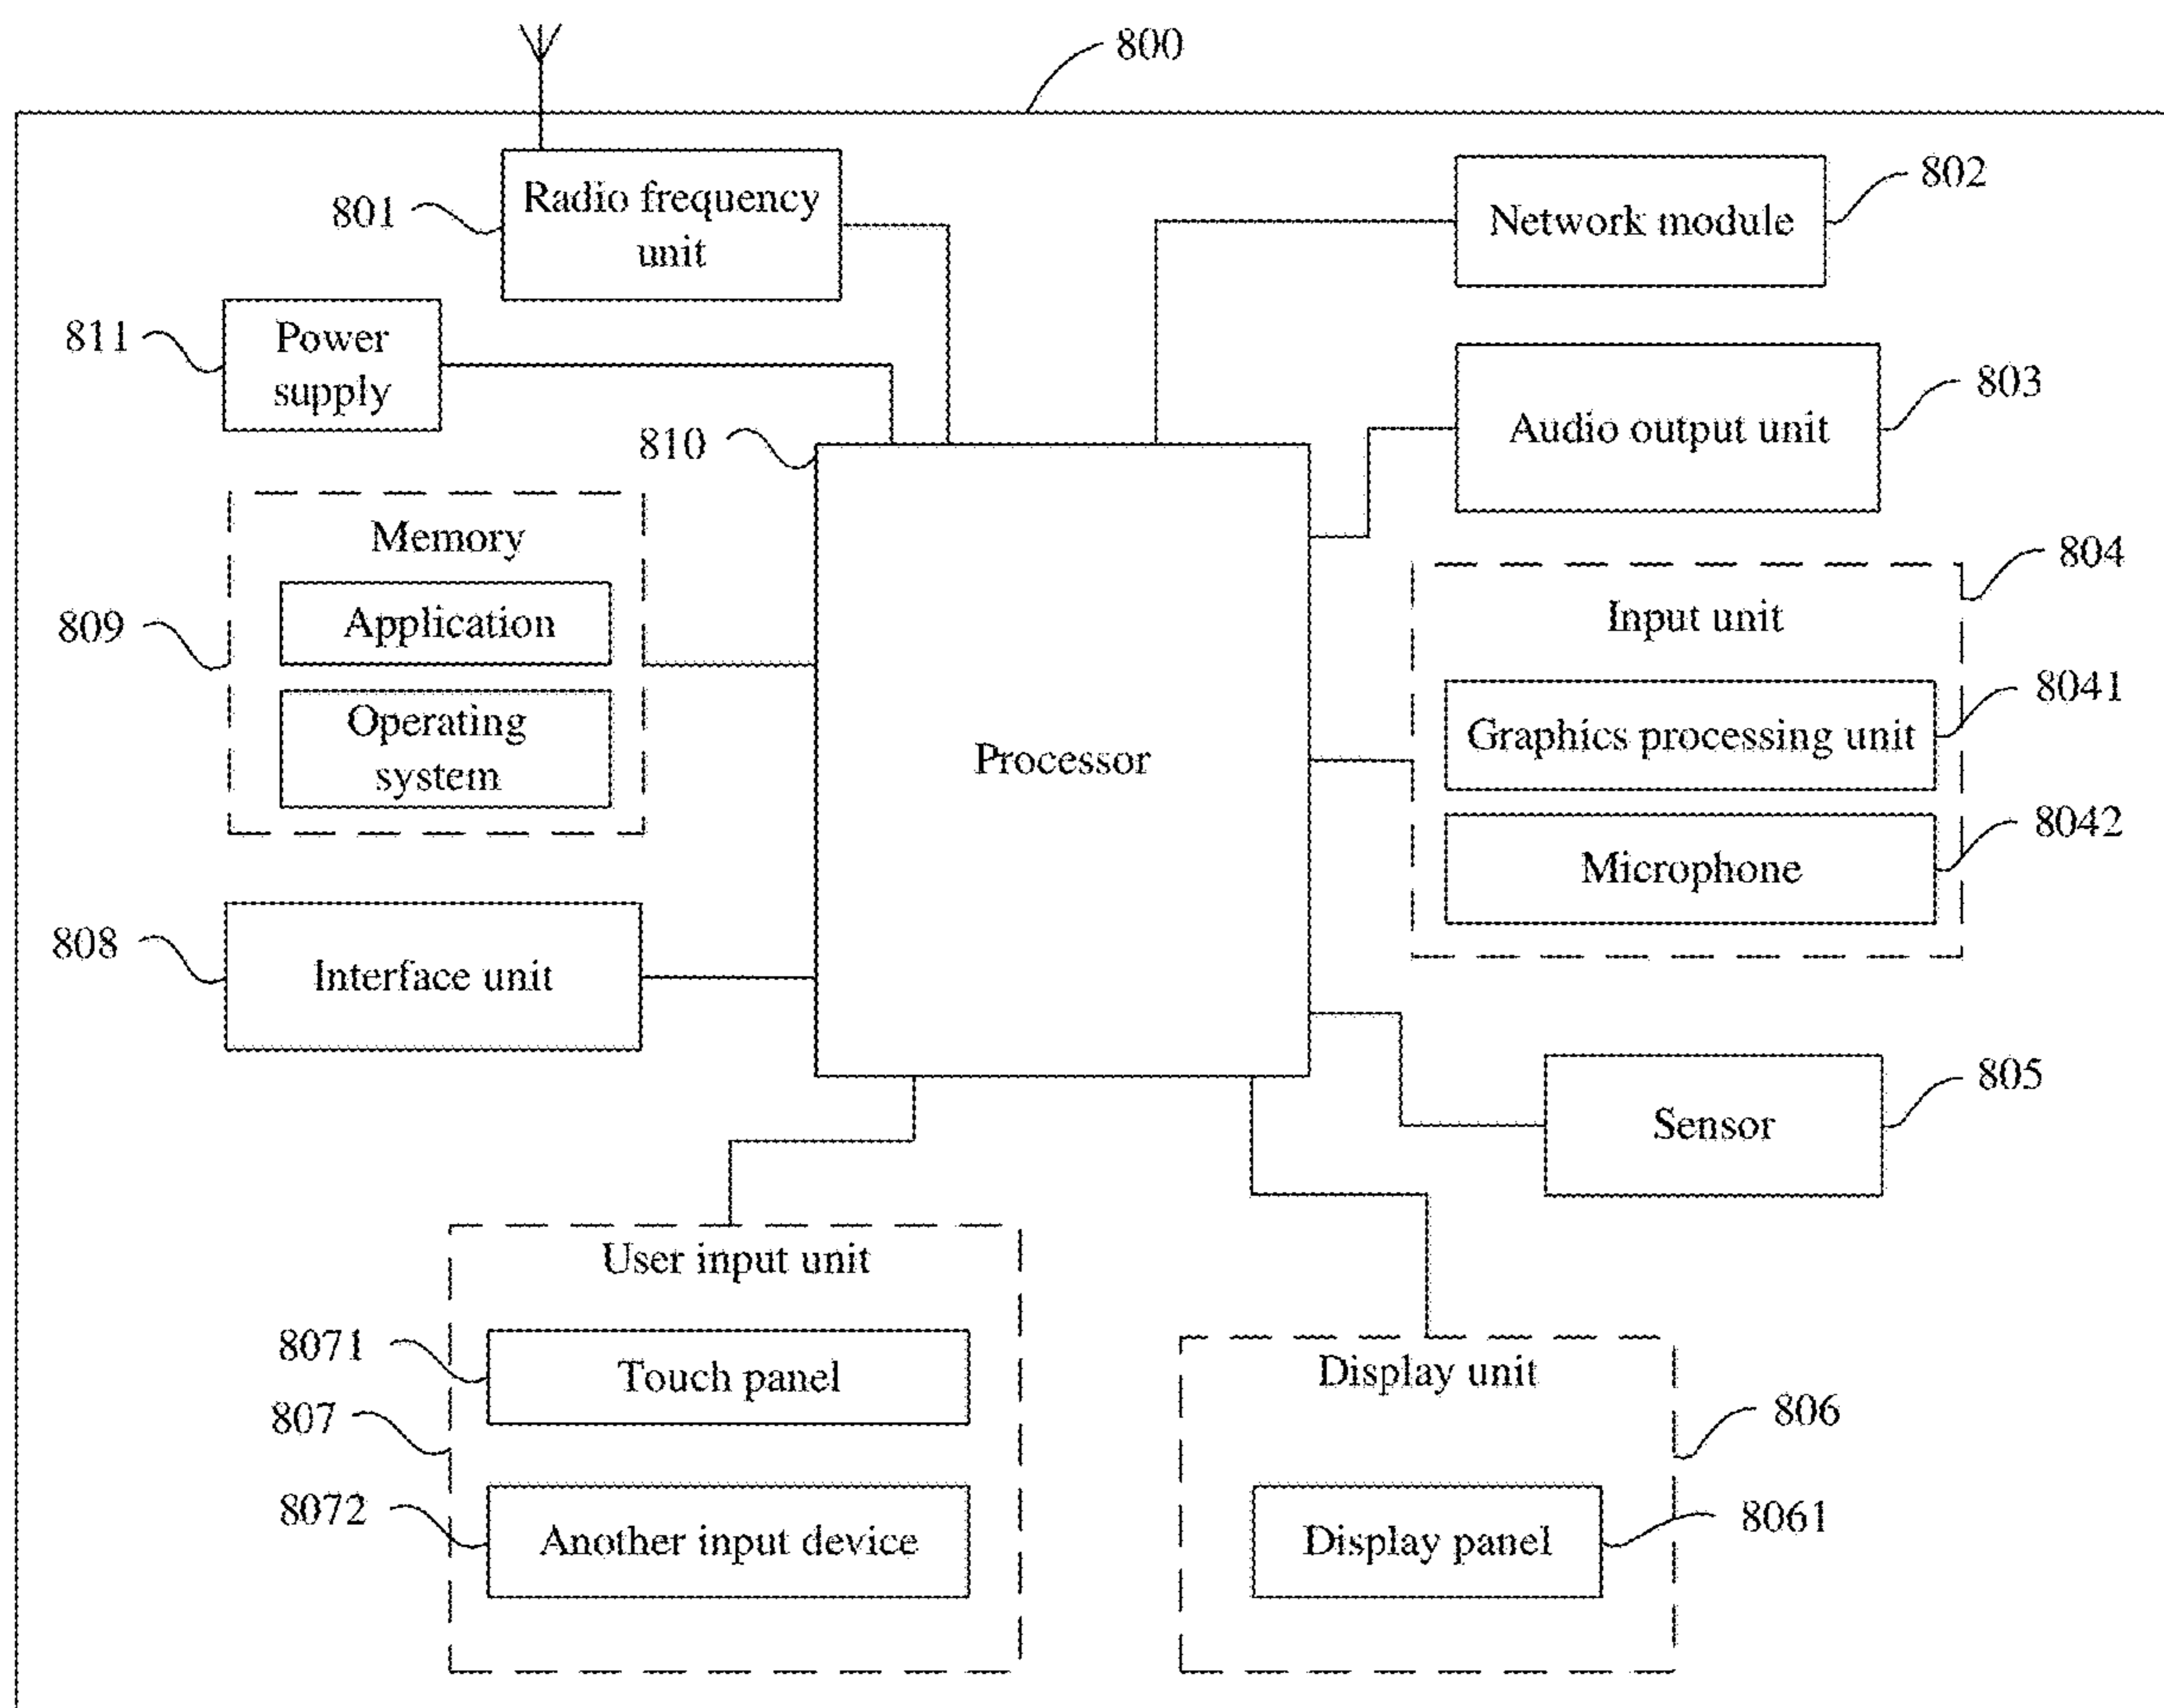 800
801
Radio frequency
unit
802
Network module
811
Power
supply
803
Audio output unit
810
Processor
809
Memory
Application
Operating
system
804
Input unit
8041
Graphics processing unit
8042
Microphone
808
Interface unit
805
Sensor
User input unit
8071
Touch panel
807
8072
Another input device
Display unit
806
8061
Display panel